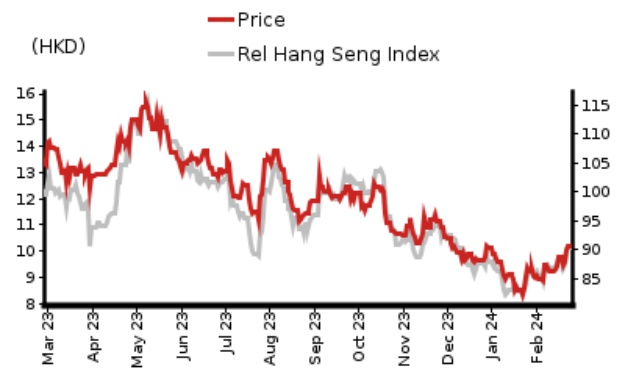 Price
(HKD)
Rel Hang Seng Index
16
15
14
13
12
11
10
9
8
115
110
105
100
95
90
85
Mar 23
Apr 23
May 23
Jun 23
Jul 23
Aug 23
Sep 23
Oct 23
Nov 23
Dec 23
Jan 24
Feb 24